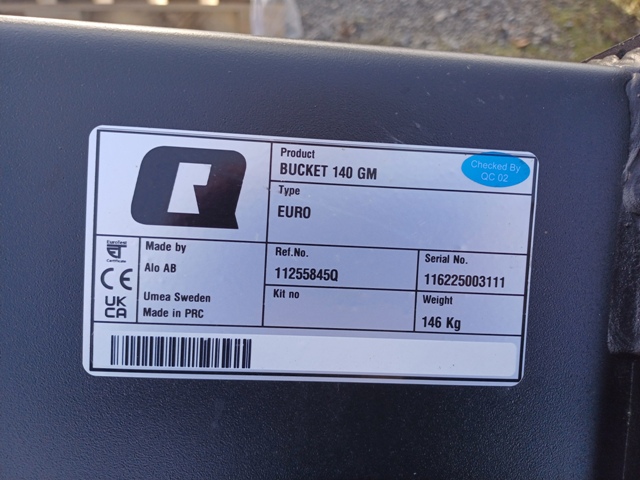 Product
BUCKET 140 GM
Checked By
QC 02
Type
EURO
Made by
Alo AB
Umea Sweden
Made in PRC
Ref.No.
11255845Q
Serial No.
116225003111
Kit no
Weight
146 Kg
CE
UK
CA